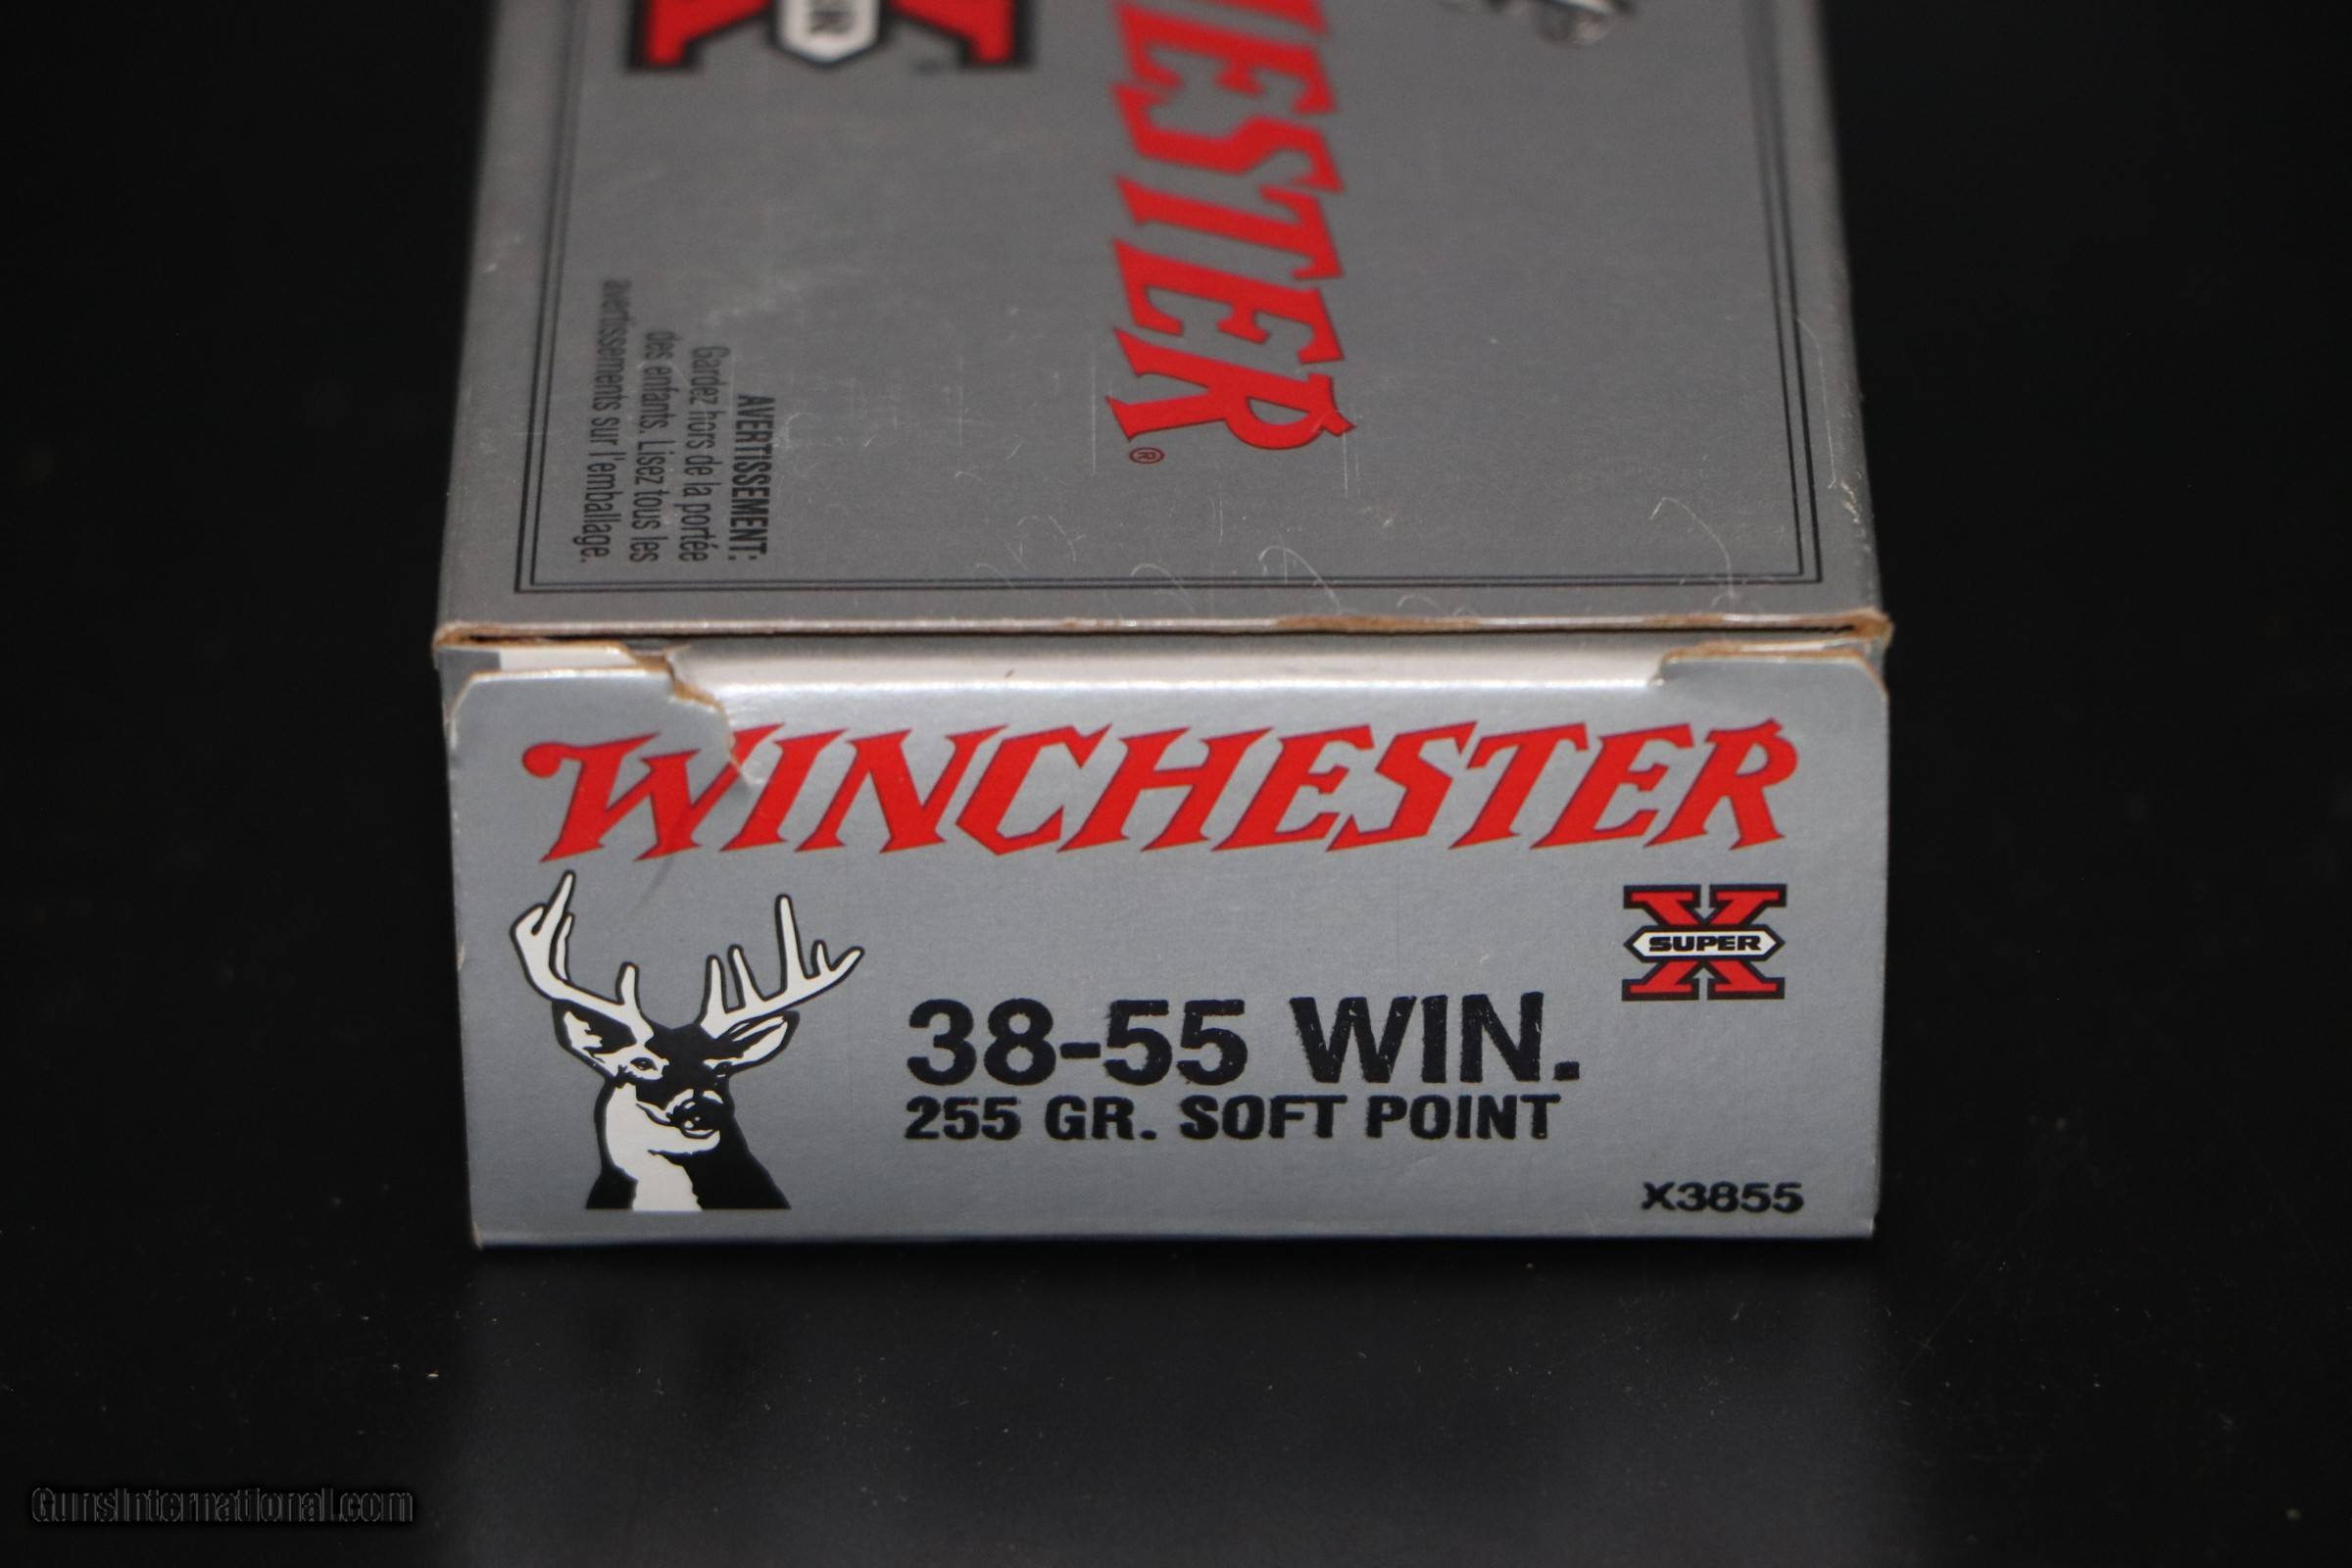 WINCHESTER
SUPER X
38-55 WIN.
255 GR. SOFT POINT
X3855
ESTER®
AVERTISSEMENT:
Gardez hors de la portée
des enfants. Lisez tous les
avertissements sur l'emballage.
GunsInternational.com